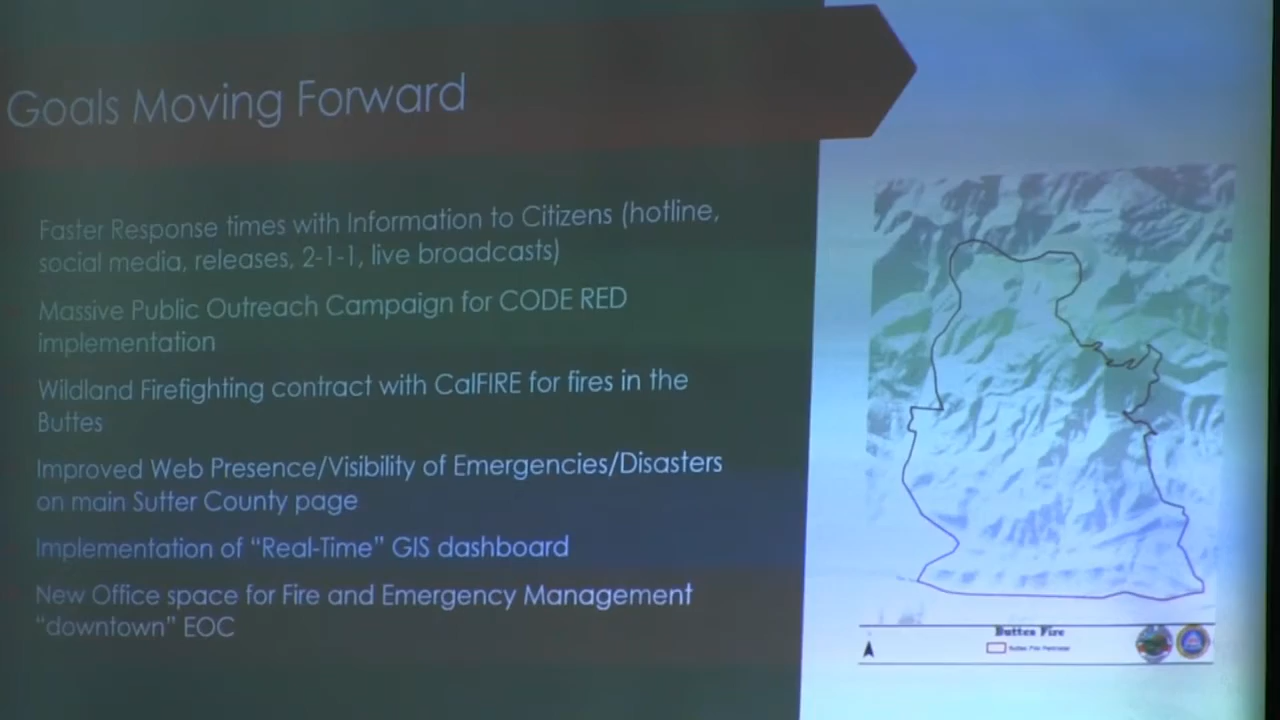 Goals Moving Forward
Faster Response times with Information to Citizens (hotline,
social media, releases, 2-1-1, live broadcasts)
Massive Public Outreach Campaign for CODE RED
implementation
Wildland Firefighting contract with CalFIRE for fires in the
Buttes
Improved Web Presence/Visibility of Emergencies/Disasters
on main Sutter County page
Implementation of “Real-Time” GIS dashboard
New Office space for Fire and Emergency Management
“downtown” EOC
Buttes Fire
Buttes Fire Perimeter